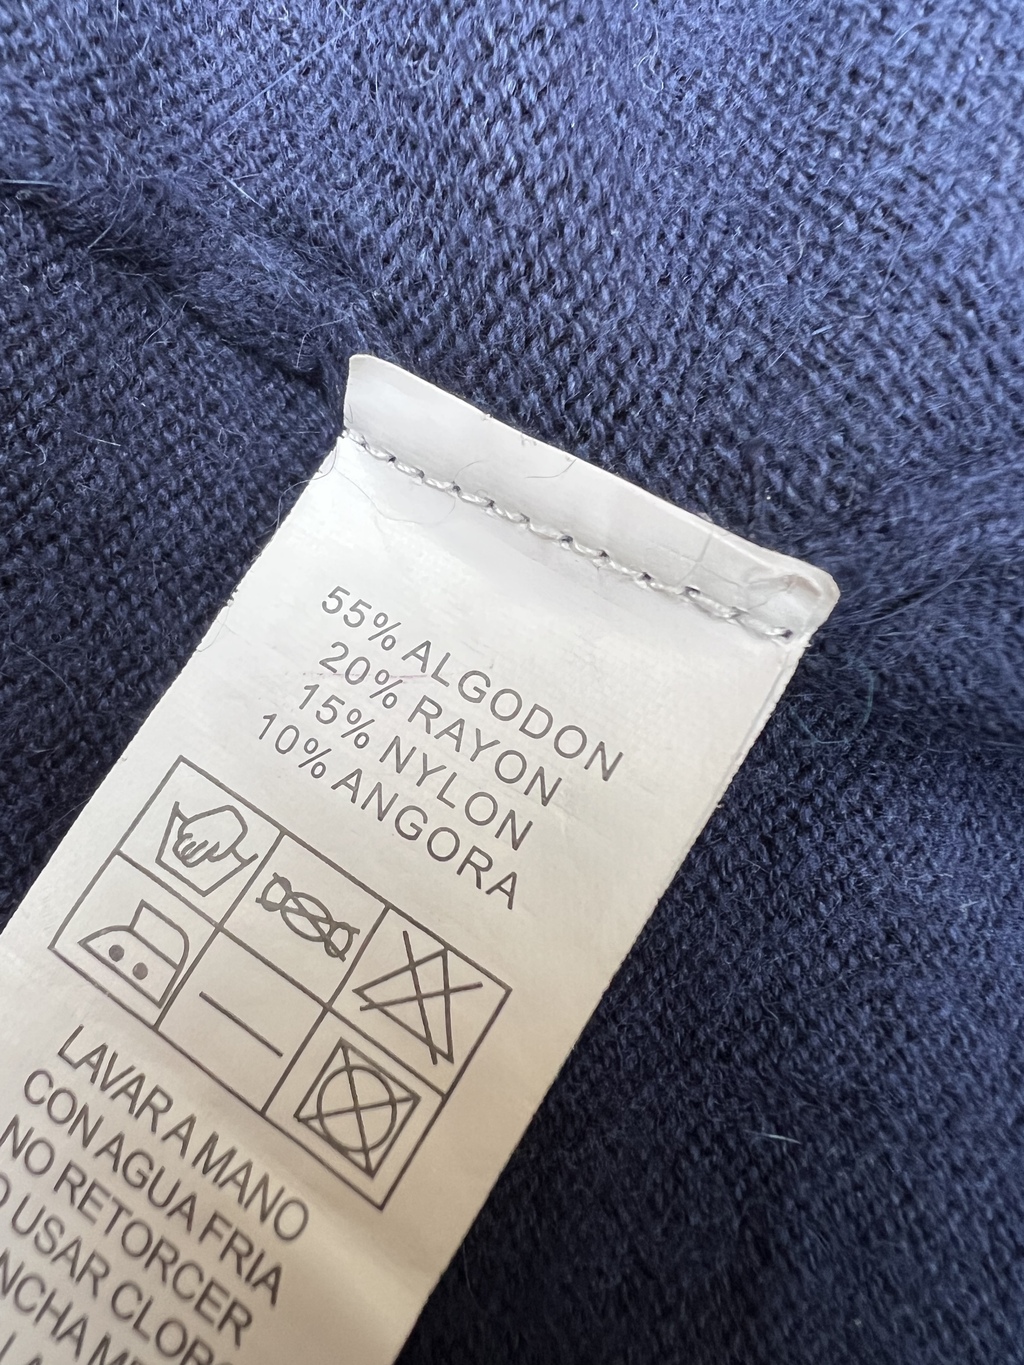 55% ALGODON
20% RAYON
15% NYLON
10% ANGORA
LAVAR A MANO
CON AGUA FRIA
NO RETORCER
USAR CLORO